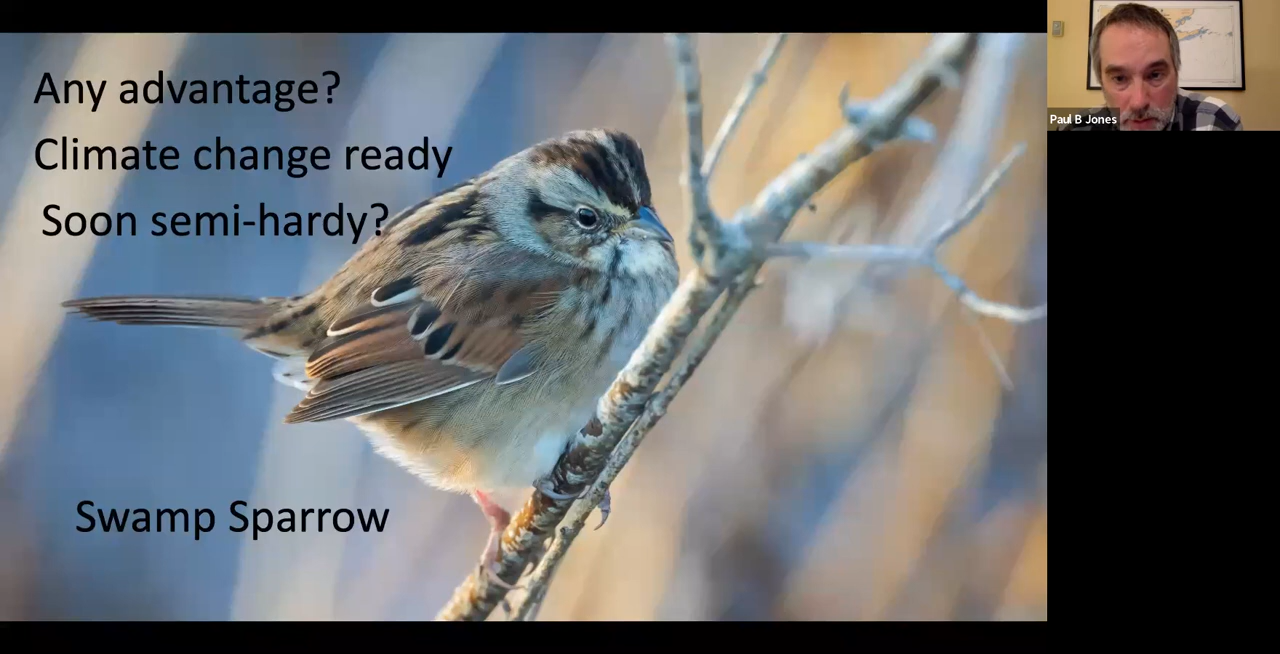 Any advantage?
Climate change ready
Soon semi-hardy?
Swamp Sparrow
Paul B Jones